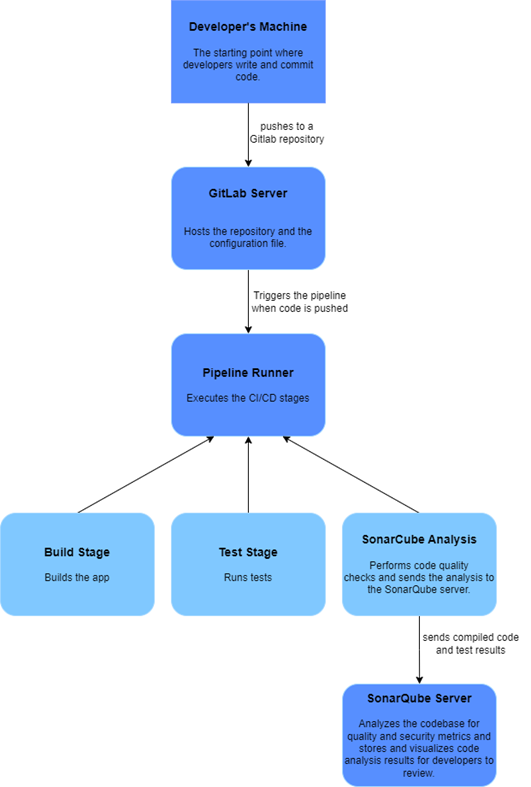 Developer's Machine
The starting point where
developers write and commit
code.
pushes to a
Gitlab repository
GitLab Server
Hosts the repository and the
configuration file.
Triggers the pipeline
when code is pushed
Pipeline Runner
Executes the CI/CD stages
Build Stage
Builds the app
Test Stage
Runs tests
SonarCube Analysis
Performs code quality
checks and sends the analysis to
the SonarQube server.
sends compiled code
and test results
SonarQube Server
Analyzes the codebase for
quality and security metrics and
stores and visualizes code
analysis results for developers to
review.